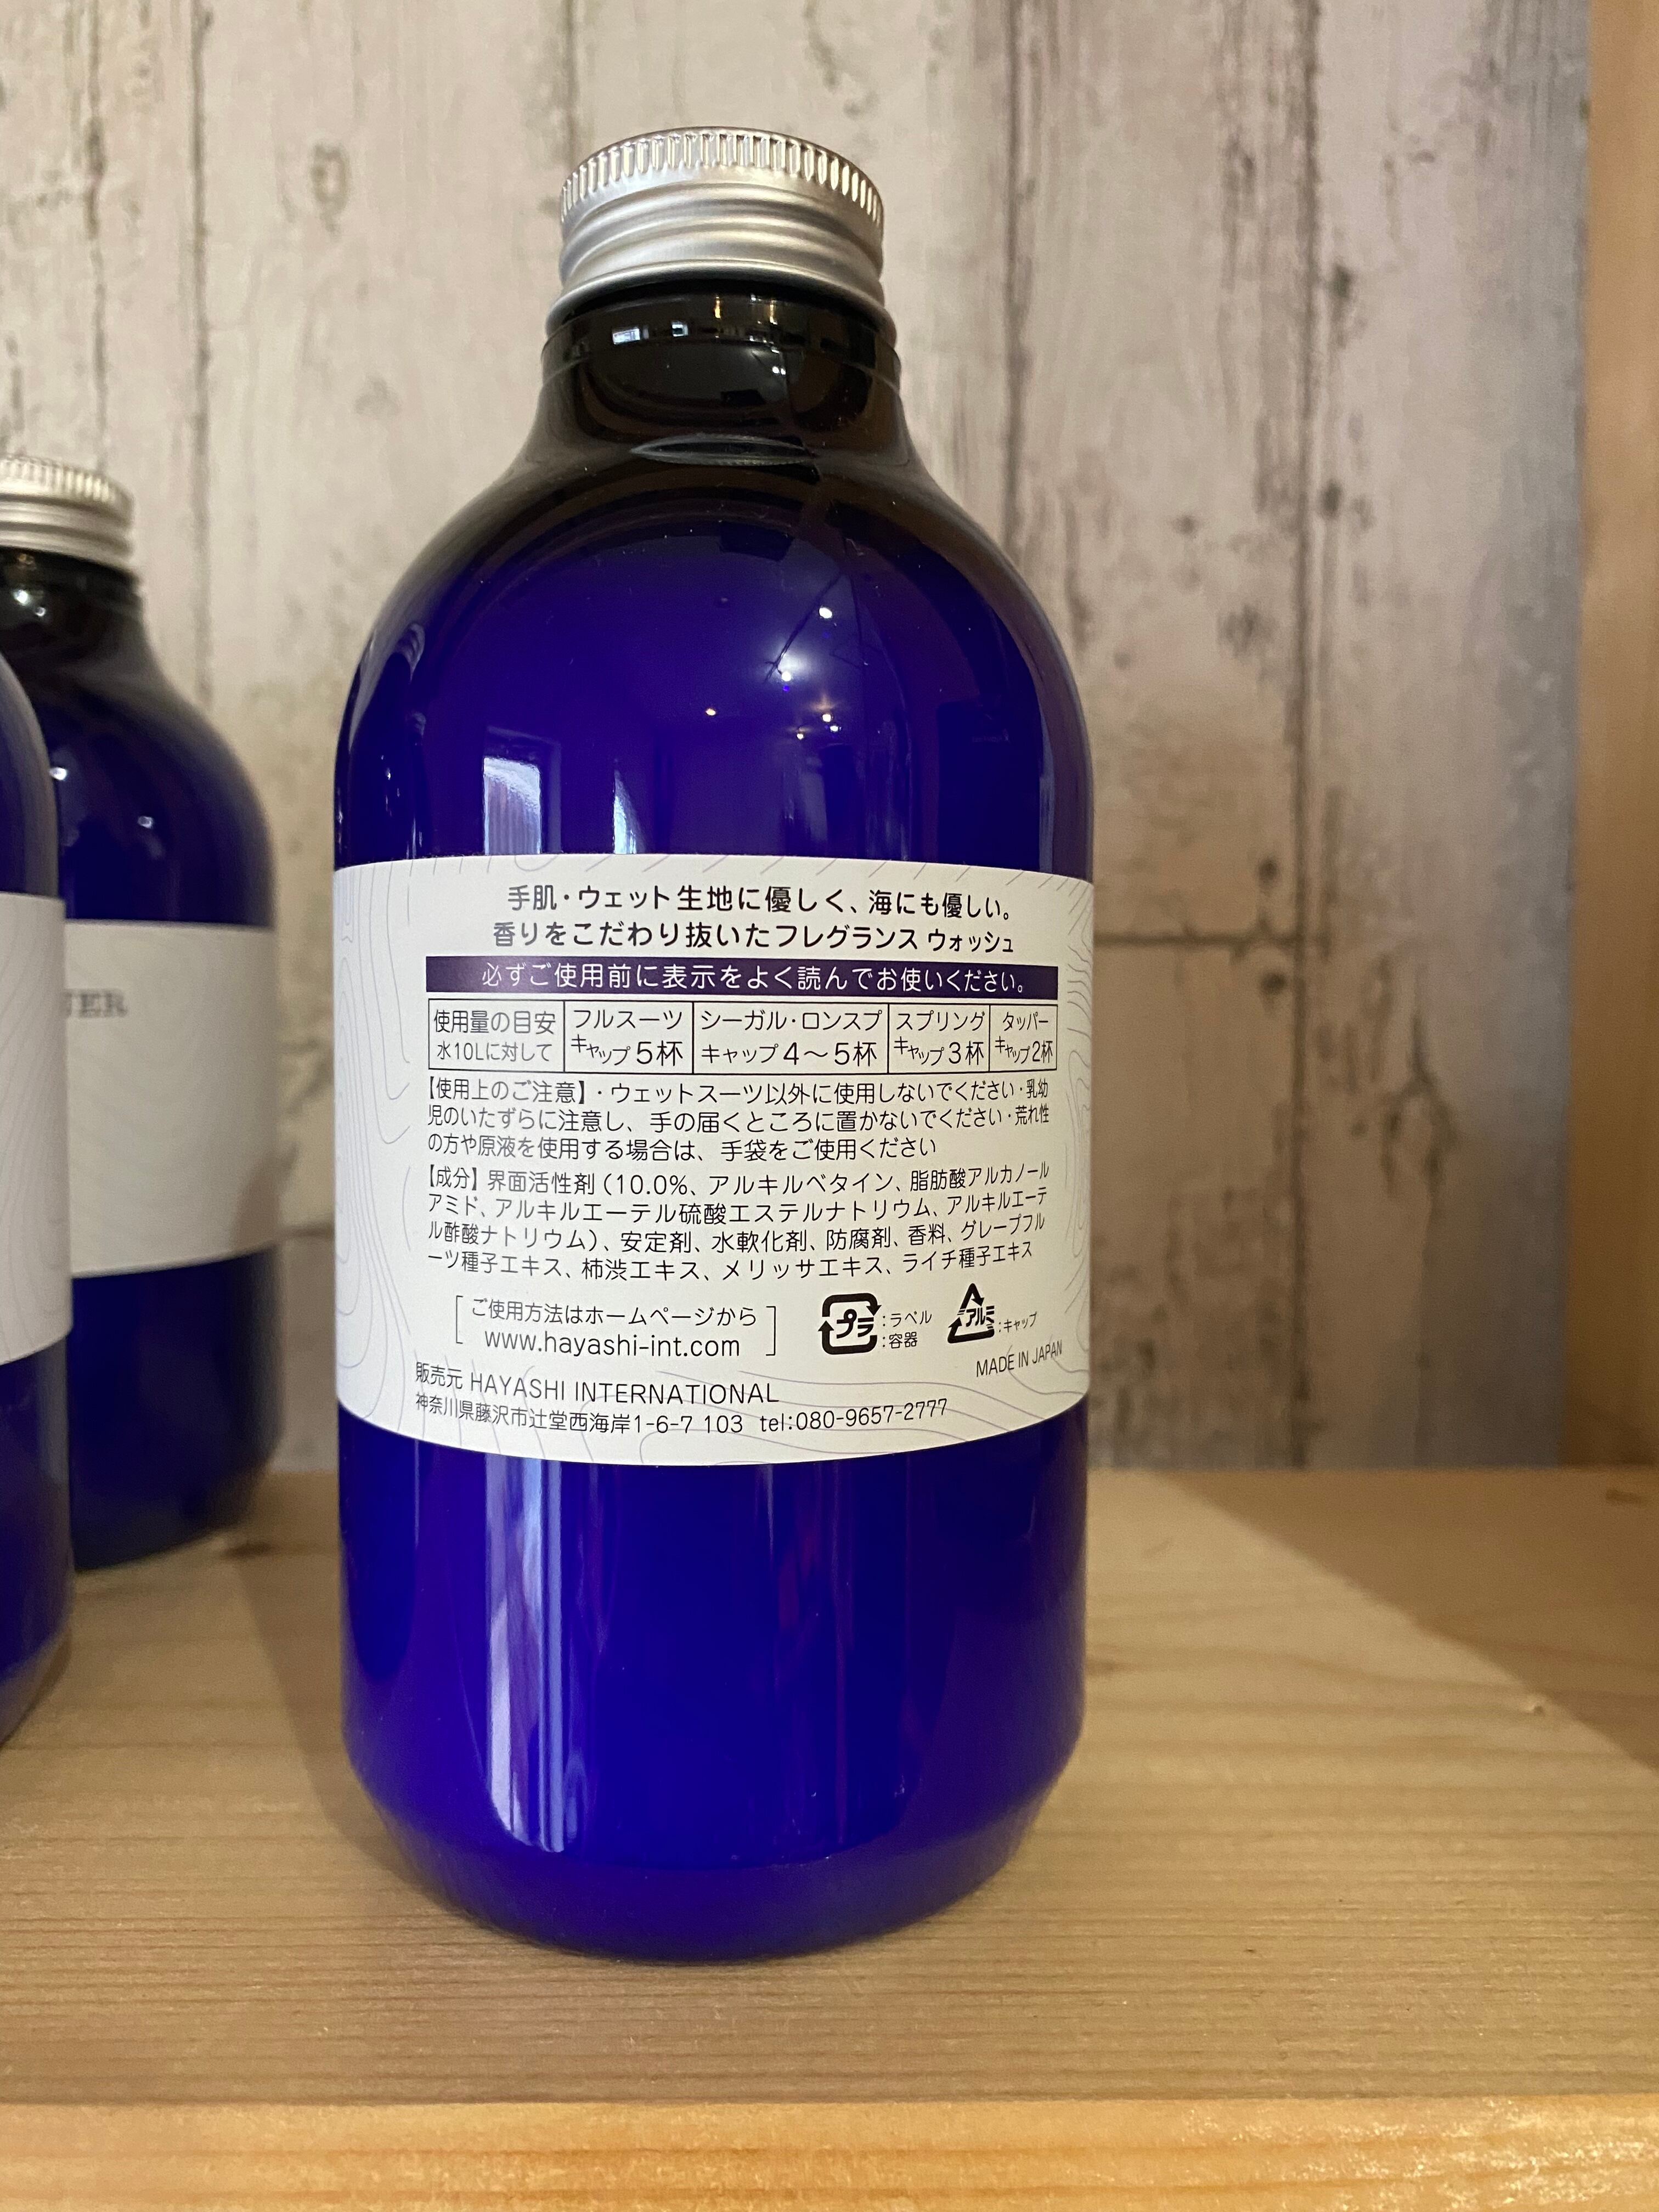 手肌・ウェット生地に優しく、海にも優しい。
香りをこだわり抜いたフレグランス ウォッシュ
必ずご使用前に表示をよく読んでお使いください。
使用量の目安 フルスーツ シーガル・ロンスプ スプリング タッパー
水10Lに対して キャップ5杯 キャップ4〜5杯 キャップ3杯 キャップ2杯
【使用上のご注意】・ウェットスーツ以外に使用しないでください・乳幼
児のいたずらに注意し、手の届くところに置かないでください・荒れ性
の方や原液を使用する場合は、手袋をご使用ください
【成分】界面活性剤(10.0%、アルキルベタイン、脂肪酸アルカノール
アミド、アルキルエーテル硫酸エステルナトリウム、アルキルエーテ
ル酢酸ナトリウム)、安定剤、水軟化剤、防腐剤、香料、グレープフル
ーツ種子エキス、柿渋エキス、メリッサエキス、ライチ種子エキス
[ご使用方法はホームページから
www.hayashi-int.com]
プラ:ラベル
:容器
アルミ:キャップ
MADE IN JAPAN
販売元 HAYASHI INTERNATIONAL
神奈川県藤沢市辻堂西海岸1-6-7 103 tel:080-9657-2777